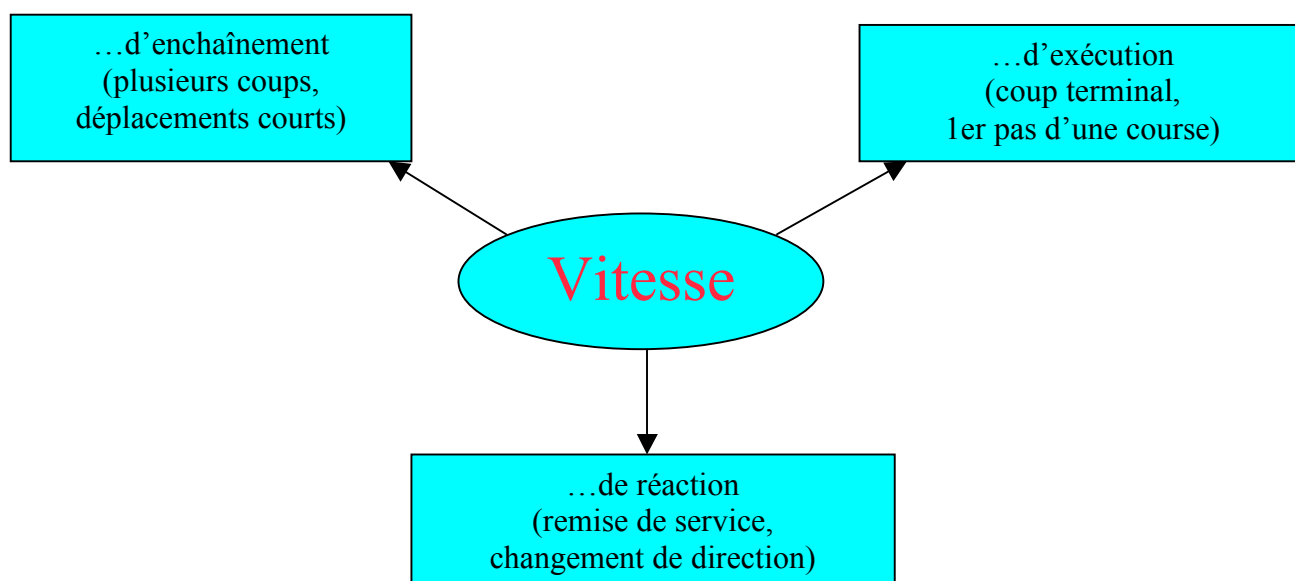 …d’enchaînement
(plusieurs coups,
déplacements courts)
…d’exécution
(coup terminal,
1er pas d’une course)
Vitesse
…de réaction
(remise de service,
changement de direction)